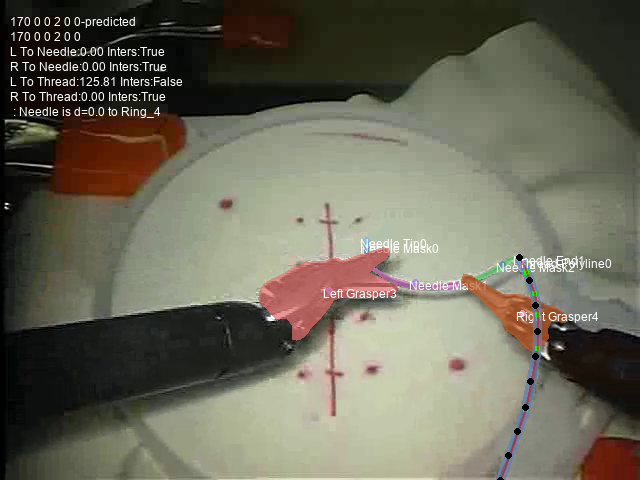 170 0 0 2 0 0-predicted
170 0 0 2 0 0
L To Needle:0.00 Inters:True
R To Needle:0.00 Inters:True
L To Thread:125.81 Inters:False
R To Thread:0.00 Inters:True
: Needle is d=0.0 to Ring_4
Needle Tip0
Needle Mask0
Needle End1
Needle Mask2
Needle Mask1
Left Grasper3
Right Grasper4